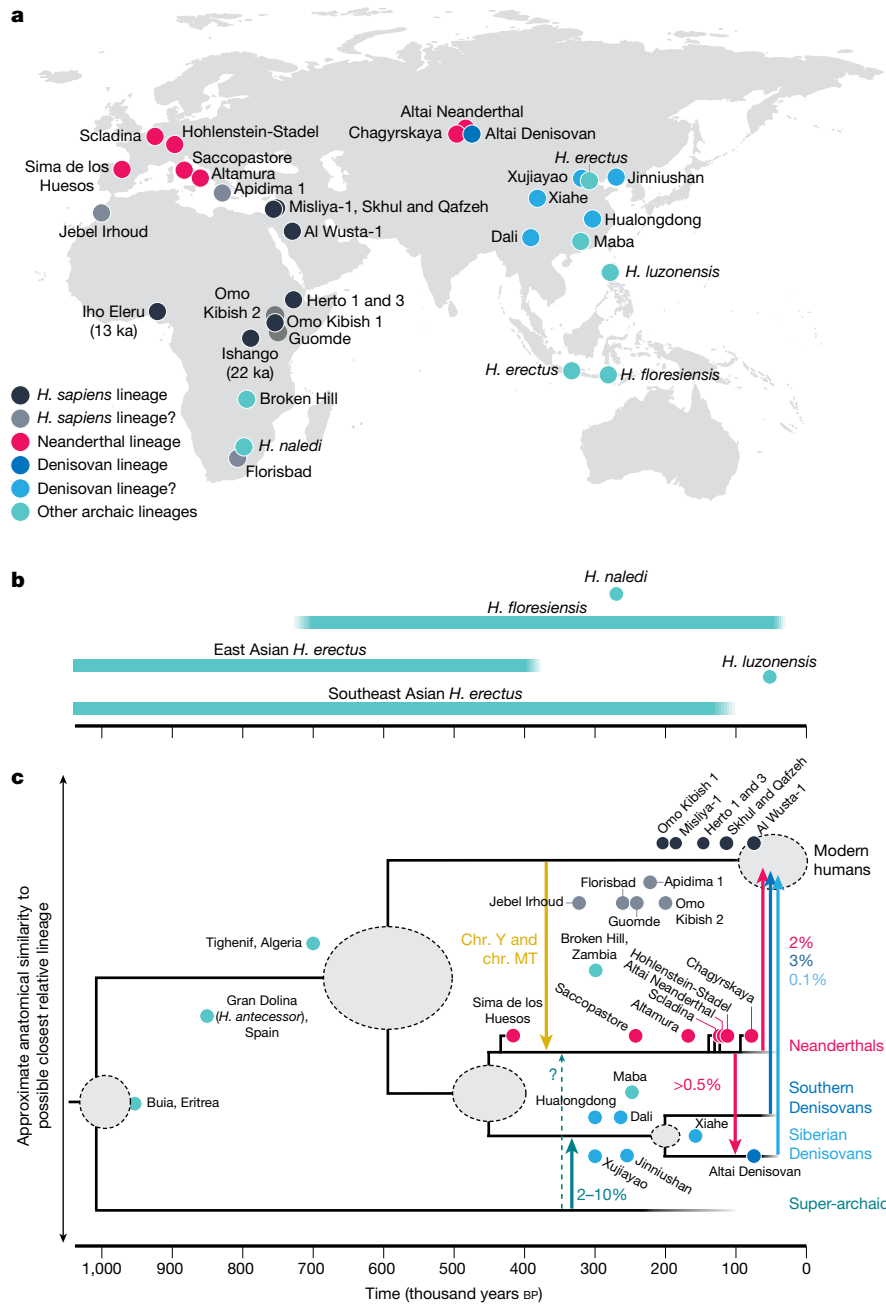 a
Altai Neanderthal
Scladina
Hohlenstein-Stadel
Chagyrskaya
Altai Denisovan
H. erectus
Sima de los
Huesos
Saccopastore
Altamura
Apidima 1
Xujiayao
Jinniushan
Xiahe
Misliya-1, Skhul and Qafzeh
Jebel Irhoud
Al Wusta-1
Hualongdong
Dali
Maba
H. luzonensis
Omo
Kibish 2
Herto 1 and 3
Iho Eleru
(13 ka)
Omo Kibish 1
Guomde
Ishango
(22 ka)
H. erectus
H. floresiensis
Broken Hill
H. naledi
Florisbad
H. sapiens lineage
H. sapiens lineage?
Neanderthal lineage
Denisovan lineage
Denisovan lineage?
Other archaic lineages
b
H. naledi
H. floresiensis
East Asian H. erectus
H. luzonensis
Southeast Asian H. erectus
c
Approximate anatomical similarity to
possible closest relative lineage
Omo Kibish 1
Misliya-1
Herto 1 and 3
Skhul and Qafzeh
Al Wusta-1
Modern
humans
Jebel Irhoud
Florisbad
Apidima 1
Guomde
Omo
Kibish 2
Tighenif, Algeria
Chr. Y and
chr. MT
Broken Hill,
Zambia
2%
3%
0.1%
Gran Dolina
(H. antecessor),
Spain
Sima de los
Huesos
Saccopastore
Altamura
Scladina
Altai Neanderthal
Hohlenstein-Stadel
Chagyrskaya
Neanderthals
Buia, Eritrea
?
Maba
>0.5%
Southern
Denisovans
Hualongdong
Dali
Xiahe
Siberian
Denisovans
Xujiayao
Jinniushan
Altai Denisovan
2–10%
Super-archaic
1,000 900 800 700 600 500 400 300 200 100 0
Time (thousand years BP)